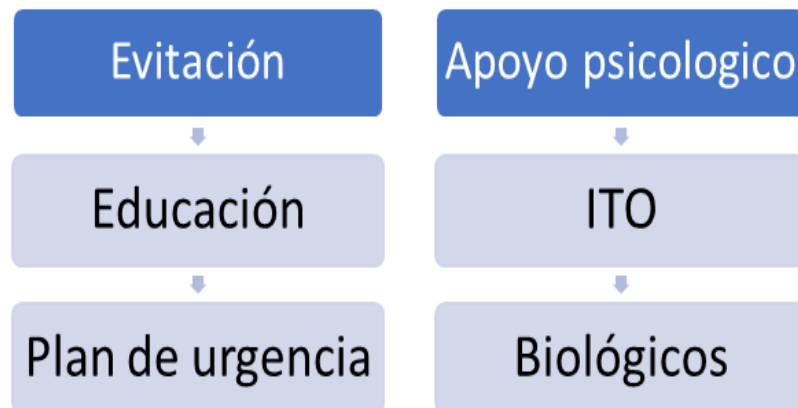 Evitación
Educación
Plan de urgencia
Apoyo psicologico
ITO
Biológicos